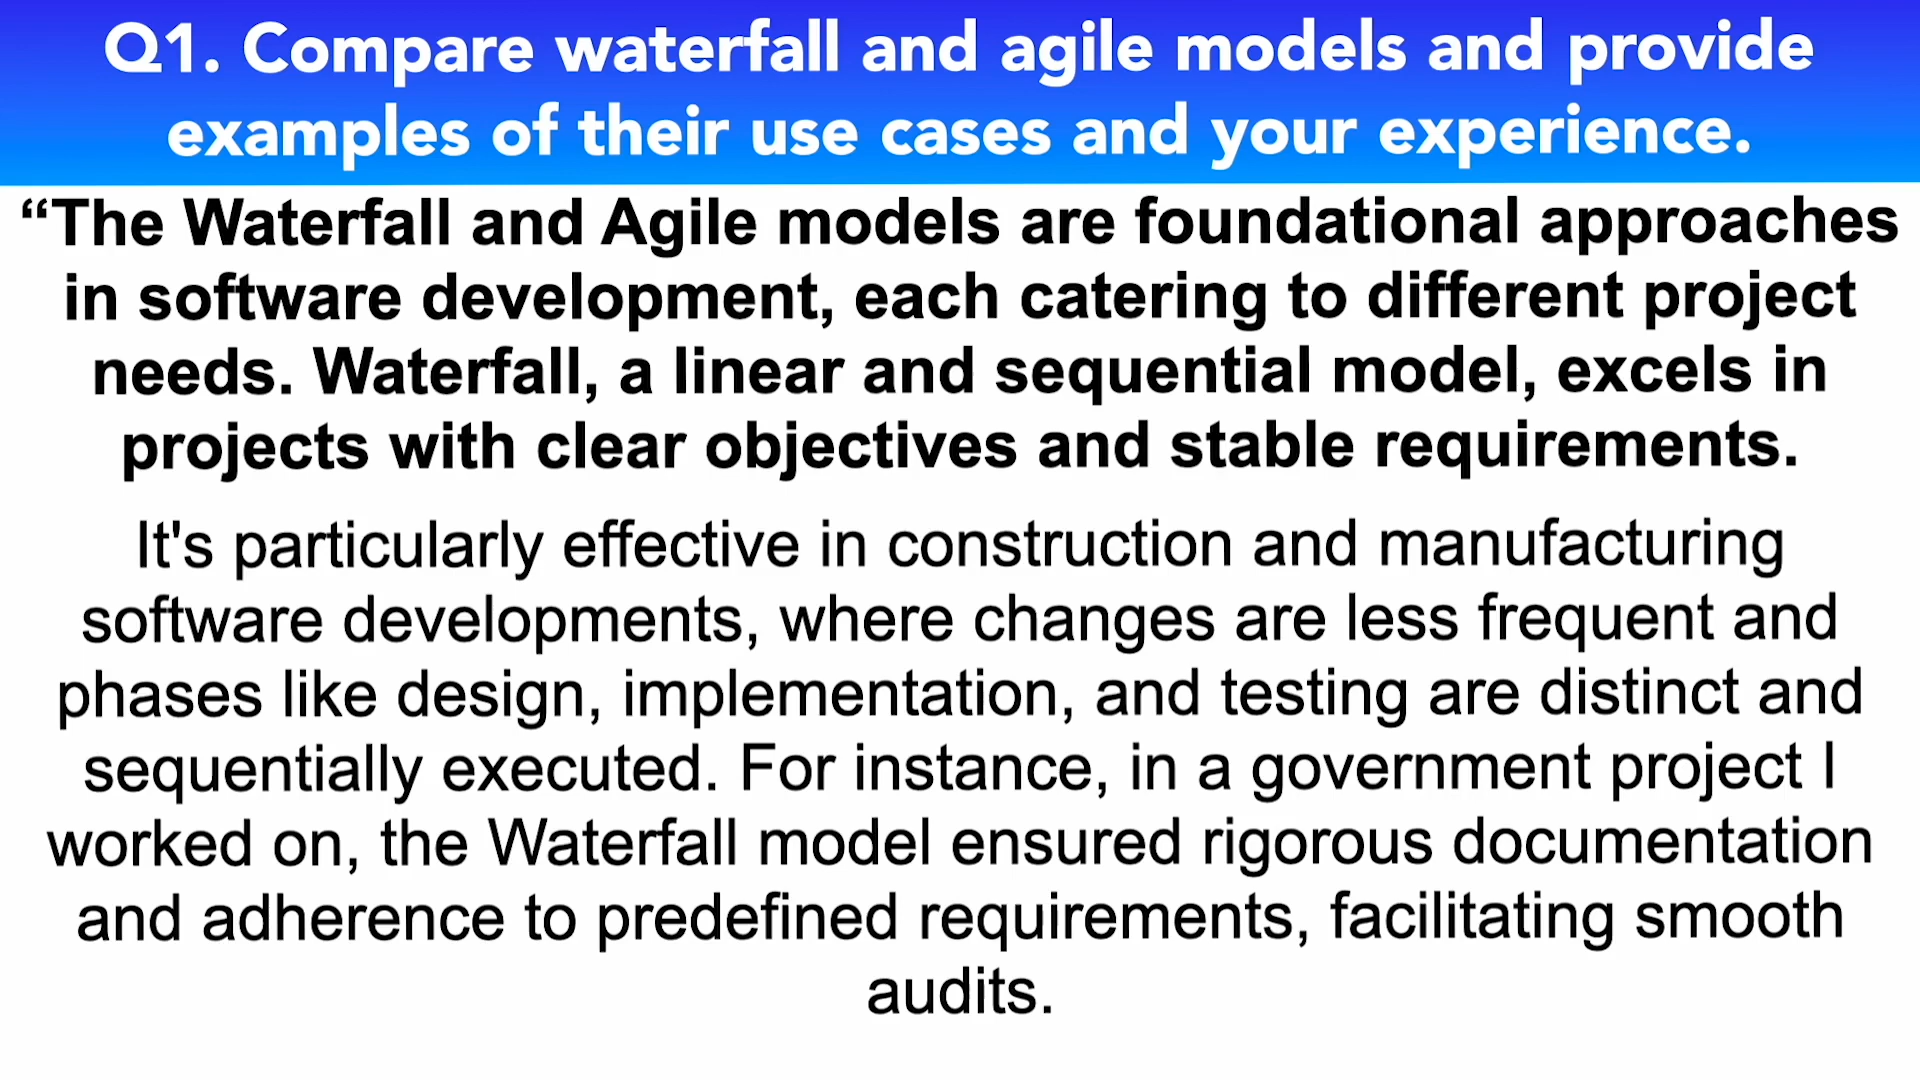 Q1. Compare waterfall and agile models and provide
examples of their use cases and your experience.
“The Waterfall and Agile models are foundational approaches
in software development, each catering to different project
needs. Waterfall, a linear and sequential model, excels in
projects with clear objectives and stable requirements.
It's particularly effective in construction and manufacturing
software developments, where changes are less frequent and
phases like design, implementation, and testing are distinct and
sequentially executed. For instance, in a government project I
worked on, the Waterfall model ensured rigorous documentation
and adherence to predefined requirements, facilitating smooth
audits.